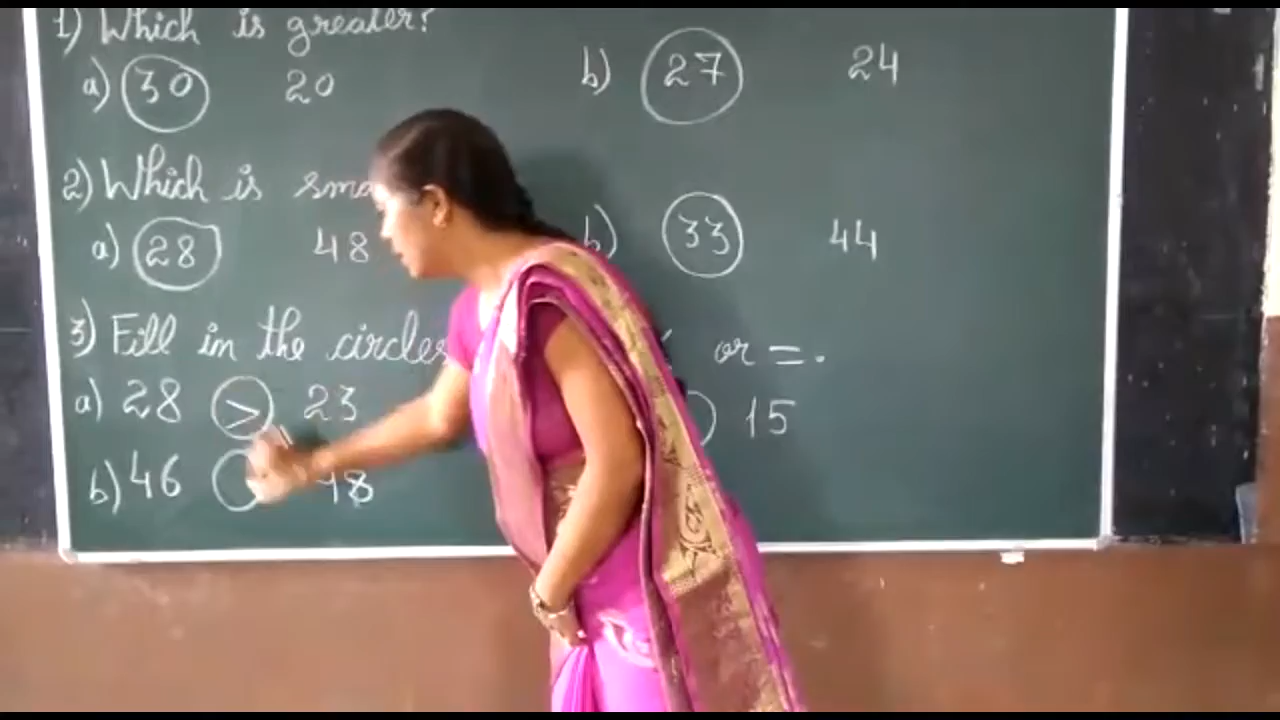 1) Which is greater?
a) 30 20 b) 27 24
2) Which is
a) 28 48 b) 33 44
3) Fill in the circles or = .
a) 28 > 23 15
b) 46 48